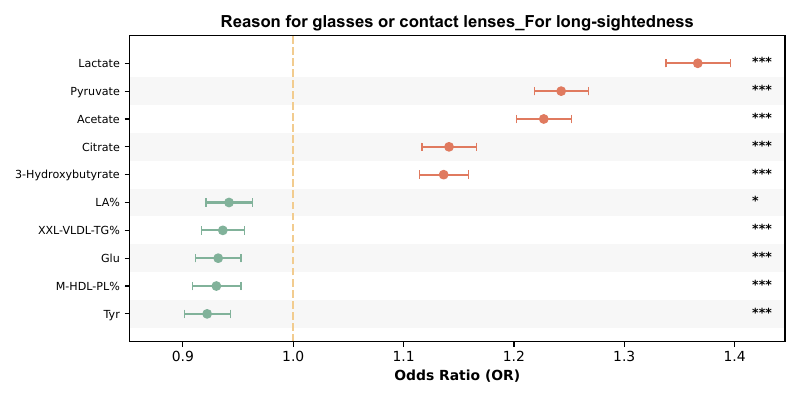 Reason for glasses or contact lenses_For long-sightedness
Lactate ***
Pyruvate ***
Acetate ***
Citrate ***
3-Hydroxybutyrate ***
LA% *
XXL-VLDL-TG% ***
Glu ***
M-HDL-PL% ***
Tyr ***
0.9 1.0 1.1 1.2 1.3 1.4
Odds Ratio (OR)